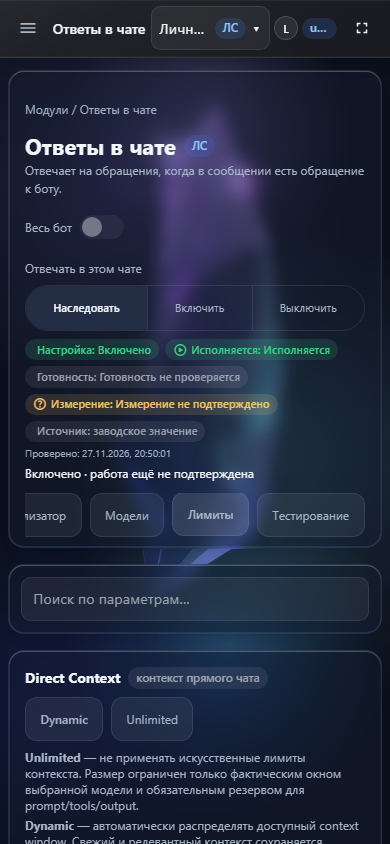 Ответы в чате Личн... ЛС ▾ L u...
Модули / Ответы в чате
Ответы в чате ЛС
Отвечает на обращения, когда в сообщении есть обращение
к боту.
Весь бот
Отвечать в этом чате
Наследовать Включить Выключить
Настройка: Включено Исполняется: Исполняется
Готовность: Готовность не проверяется
Измерение: Измерение не подтверждено
Источник: заводское значение
Проверено: 27.11.2026, 20:50:01
Включено · работа ещё не подтверждена
лизатор Модели Лимиты Тестирование
Поиск по параметрам...
Direct Context контекст прямого чата
Dynamic Unlimited
Unlimited — не применять искусственные лимиты
контекста. Размер ограничен только фактическим окном
выбранной модели и обязательным резервом для
prompt/tools/output.
Dynamic — автоматически распределять доступный context
window. Свежий и релевантный контекст сохраняется